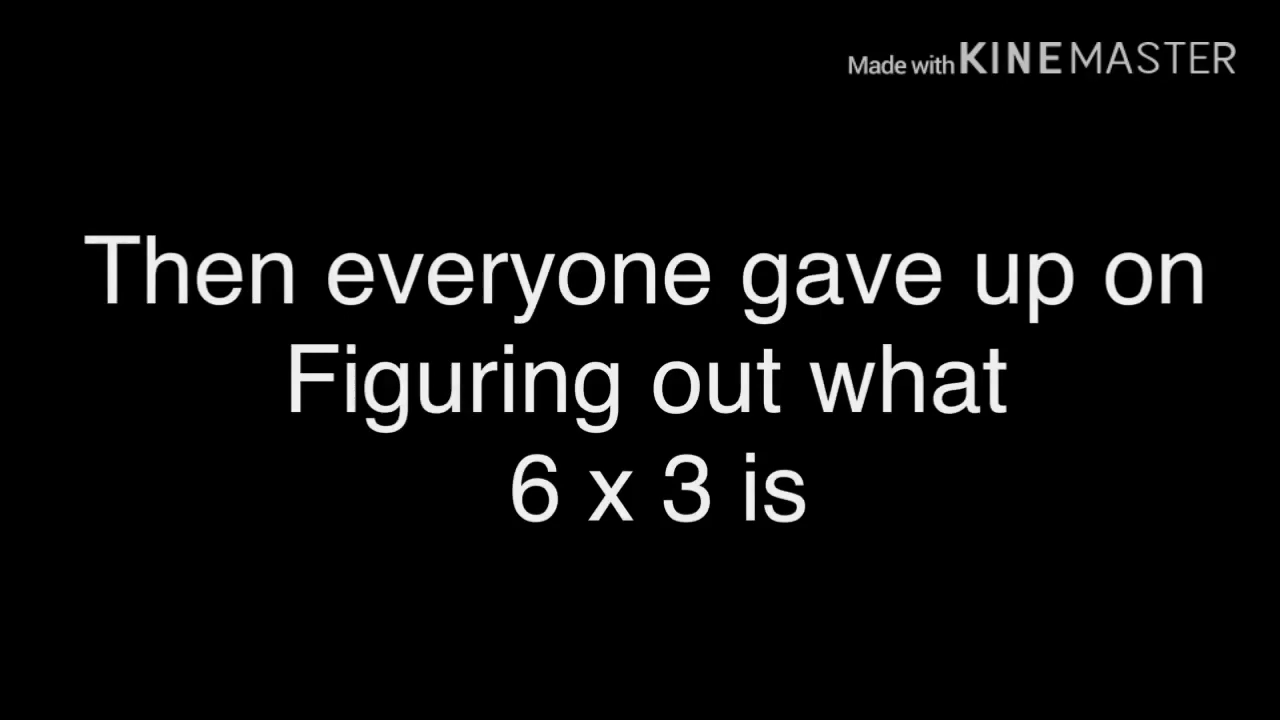 Made with KINEMASTER
Then everyone gave up on
Figuring out what
6 x 3 is